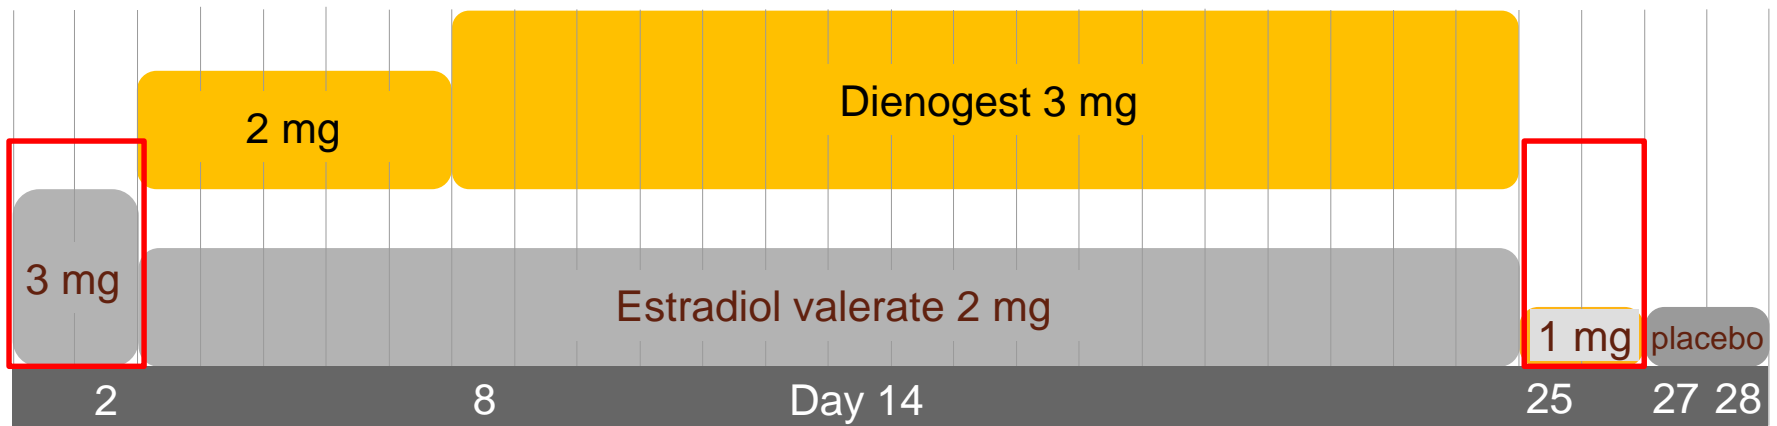 Dienogest 3 mg
2 mg
3 mg
Estradiol valerate 2 mg
1 mg
placebo
2 8 Day 14 25 27 28